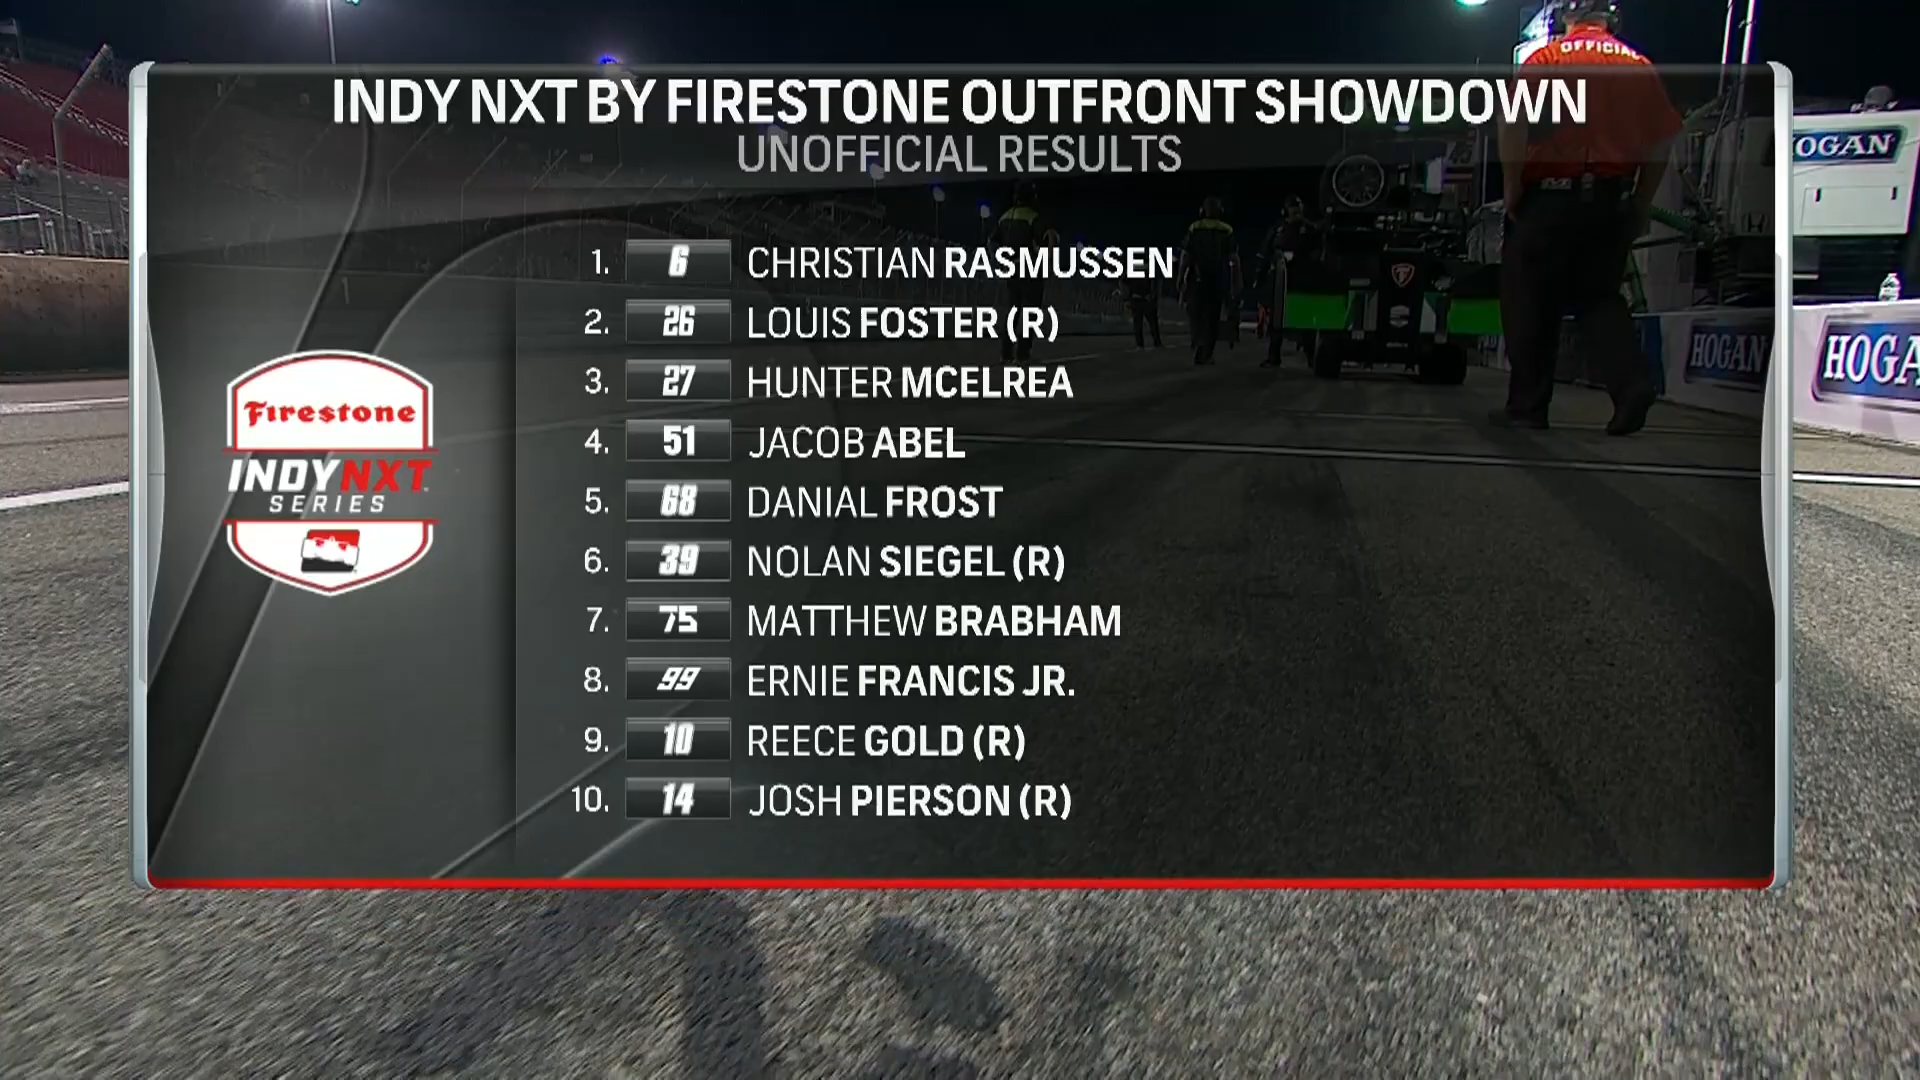 OFFICIAL
INDY NXT BY FIRESTONE OUTFRONT SHOWDOWN
UNOFFICIAL RESULTS
HOGAN
1. 6 CHRISTIAN RASMUSSEN
2. 26 LOUIS FOSTER (R)
3. 27 HUNTER MCELREA
4. 51 JACOB ABEL
5. 68 DANIAL FROST
6. 39 NOLAN SIEGEL (R)
7. 75 MATTHEW BRABHAM
8. 99 ERNIE FRANCIS JR.
9. 10 REECE GOLD (R)
10. 14 JOSH PIERSON (R)
Firestone
INDY NXT
SERIES
HOGAN
HOGA